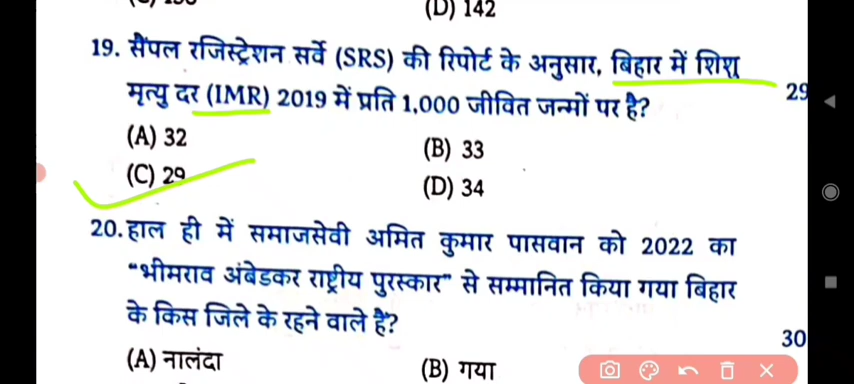 (D) 142
19. सैंपल रजिस्ट्रेशन सर्वे (SRS) की रिपोर्ट के अनुसार, बिहार में शिशु
मृत्यु दर (IMR) 2019 में प्रति 1,000 जीवित जन्मों पर है?
29
(A) 32
(B) 33
(C) 29
(D) 34
20. हाल ही में समाजसेवी अमित कुमार पासवान को 2022 का
"भीमराव अंबेडकर राष्ट्रीय पुरस्कार" से सम्मानित किया गया बिहार
के किस जिले के रहने वाले हैं?
30
(A) नालंदा
(B) गया